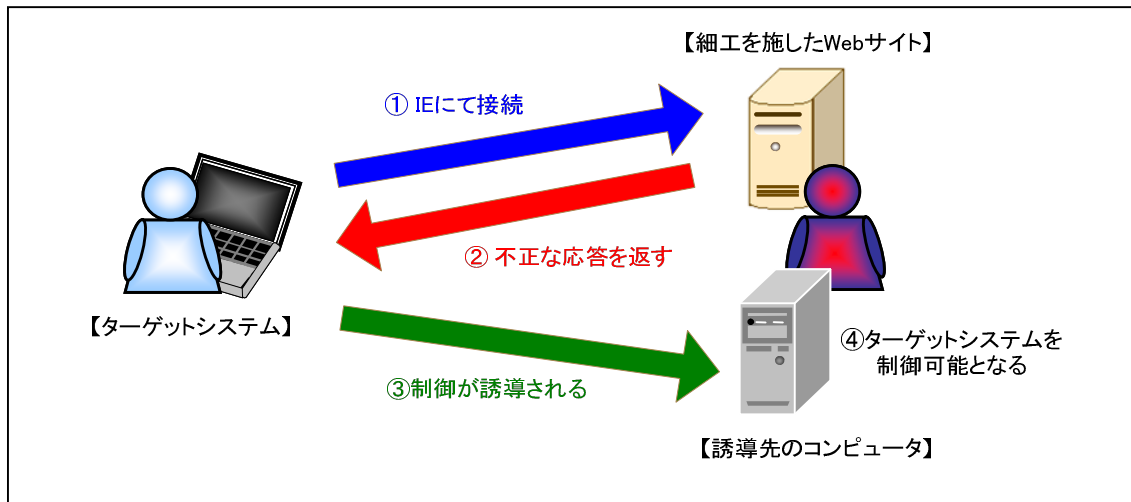 【細工を施したWebサイト】
① IEにて接続
② 不正な応答を返す
【ターゲットシステム】
③制御が誘導される
④ターゲットシステムを
制御可能となる
【誘導先のコンピュータ】